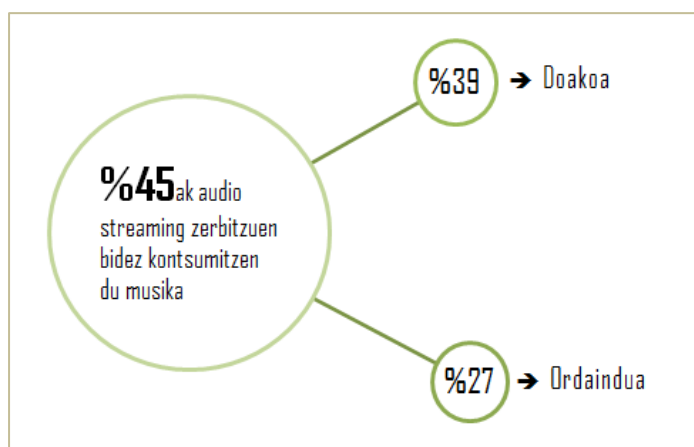 %39 ➔ Doakoa
%45ak audio
streaming zerbitzuen
bidez kontsumitzen
du musika
%27 ➔ Ordaindua